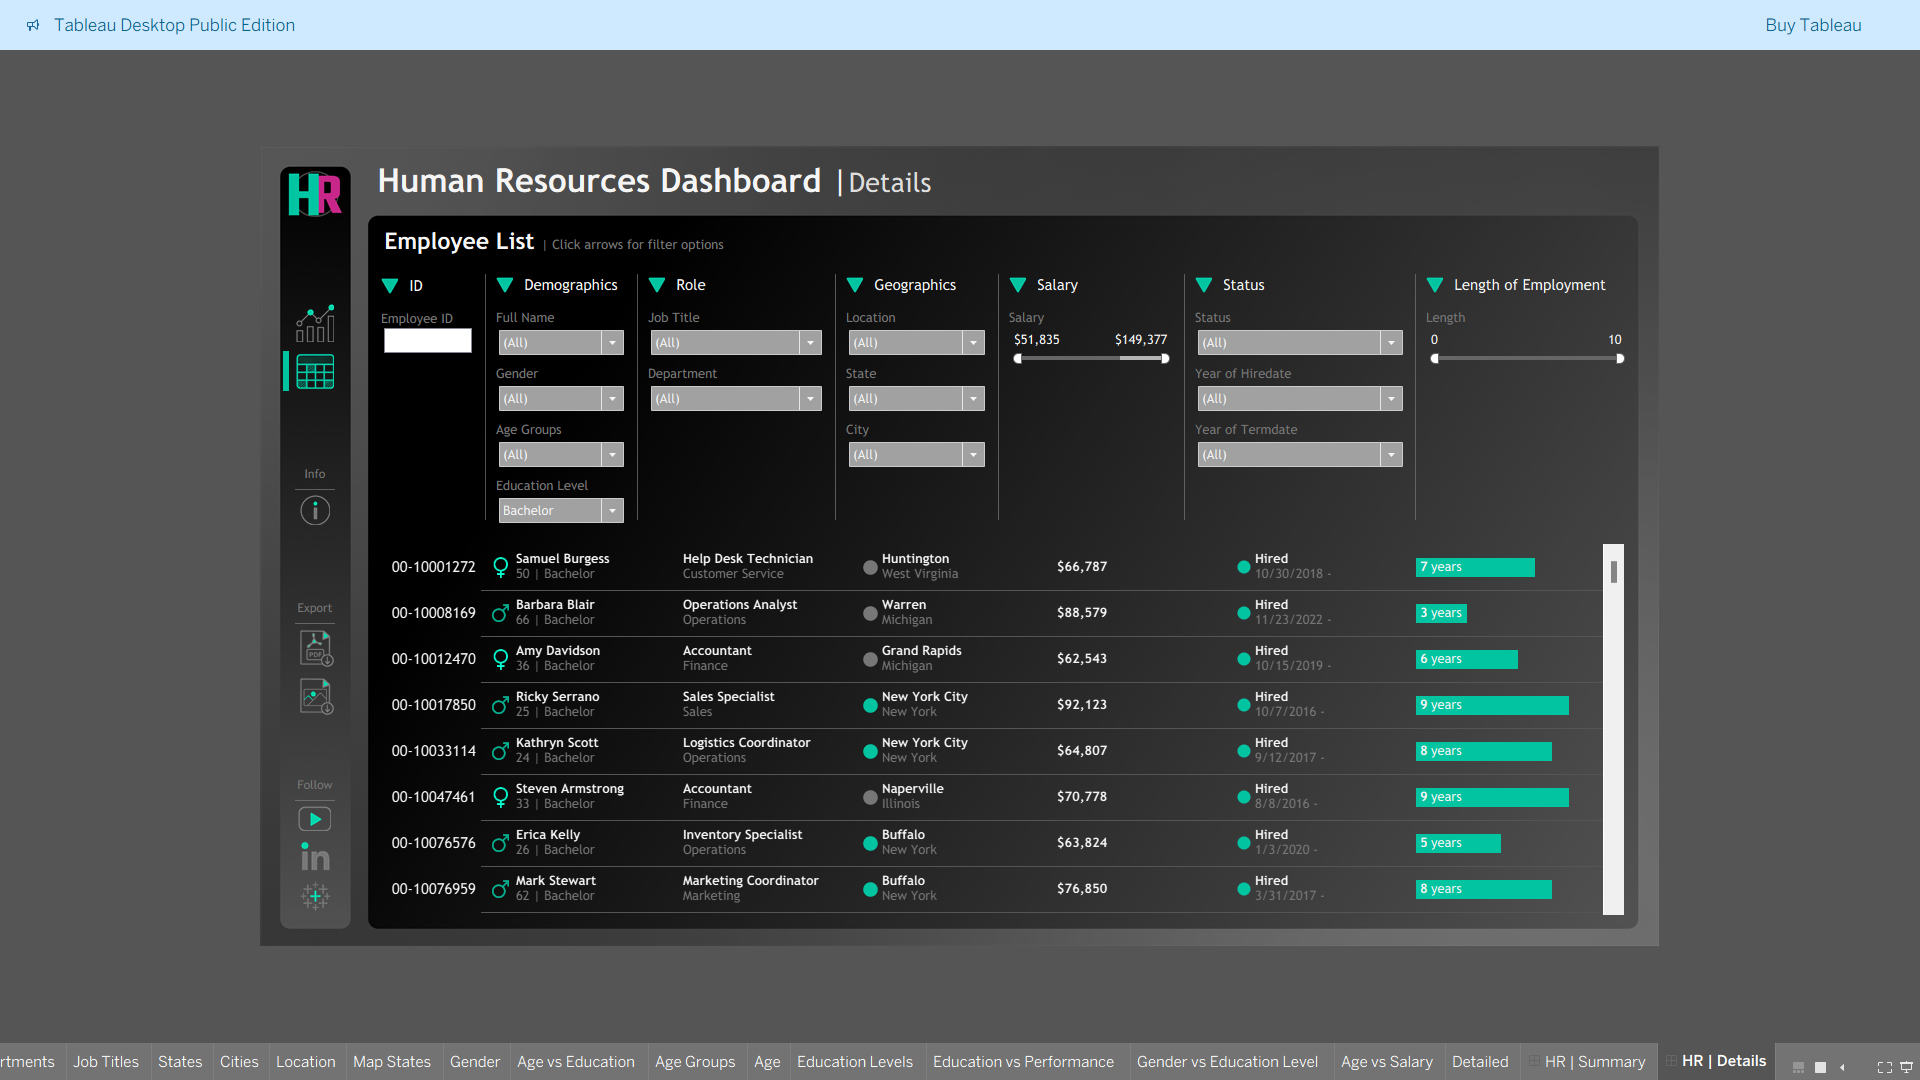 Tableau Desktop Public Edition
Buy Tableau
HR
Human Resources Dashboard | Details
Employee List | Click arrows for filter options
ID
Demographics
Role
Geographics
Salary
Status
Length of Employment
Employee ID
Full Name
Job Title
Location
Salary
Status
Length
(All)
(All)
(All)
$51,835
$149,377
(All)
0
10
Gender
Department
State
Year of Hiredate
(All)
(All)
(All)
(All)
Age Groups
City
Year of Termdate
(All)
(All)
(All)
Education Level
Bachelor
Info
Export
PDF
Follow
in
00-10001272
Samuel Burgess
50 | Bachelor
Help Desk Technician
Customer Service
Huntington
West Virginia
$66,787
Hired
10/30/2018 -
7 years
00-10008169
Barbara Blair
66 | Bachelor
Operations Analyst
Operations
Warren
Michigan
$88,579
Hired
11/23/2022 -
3 years
00-10012470
Amy Davidson
36 | Bachelor
Accountant
Finance
Grand Rapids
Michigan
$62,543
Hired
10/15/2019 -
6 years
00-10017850
Ricky Serrano
25 | Bachelor
Sales Specialist
Sales
New York City
New York
$92,123
Hired
10/7/2016 -
9 years
00-10033114
Kathryn Scott
24 | Bachelor
Logistics Coordinator
Operations
New York City
New York
$64,807
Hired
9/12/2017 -
8 years
00-10047461
Steven Armstrong
33 | Bachelor
Accountant
Finance
Naperville
Illinois
$70,778
Hired
8/8/2016 -
9 years
00-10076576
Erica Kelly
26 | Bachelor
Inventory Specialist
Operations
Buffalo
New York
$63,824
Hired
1/3/2020 -
5 years
00-10076959
Mark Stewart
62 | Bachelor
Marketing Coordinator
Marketing
Buffalo
New York
$76,850
Hired
3/31/2017 -
8 years
rtments
Job Titles
States
Cities
Location
Map States
Gender
Age vs Education
Age Groups
Age
Education Levels
Education vs Performance
Gender vs Education Level
Age vs Salary
Detailed
HR | Summary
HR | Details